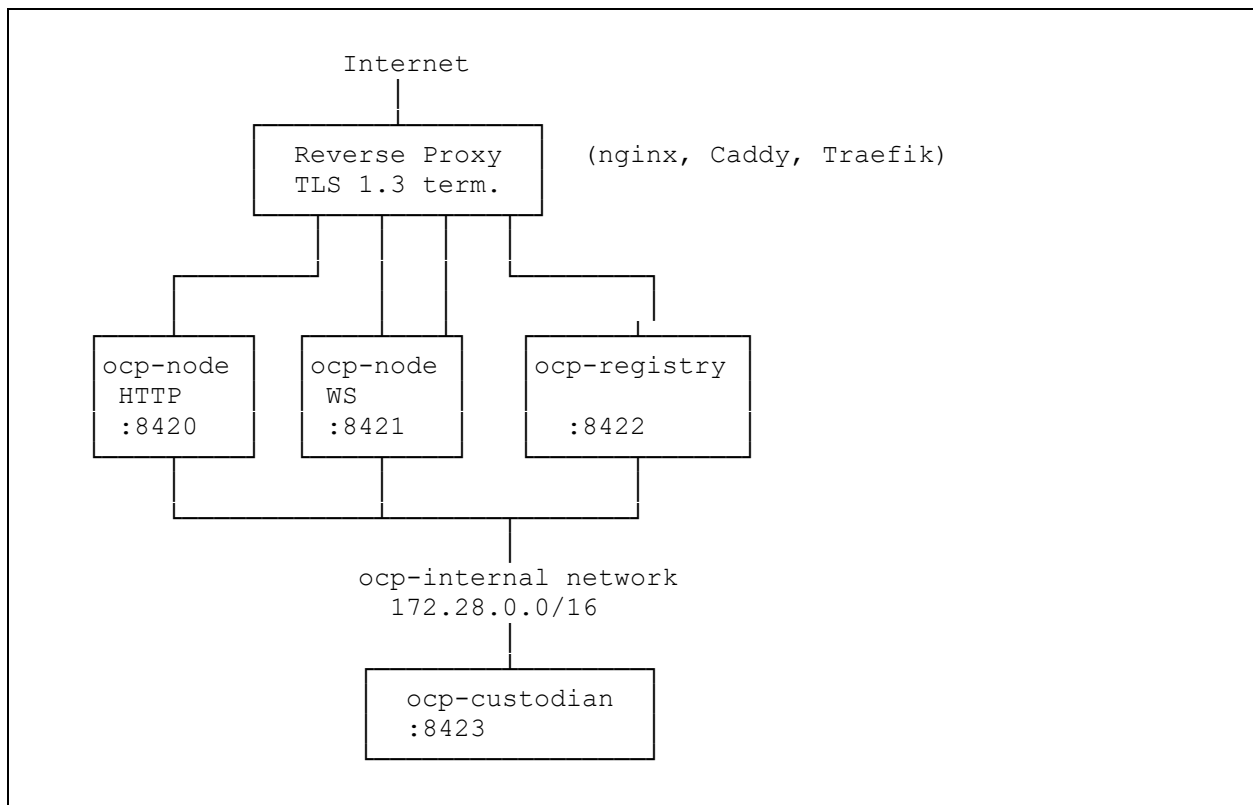 Internet
Reverse Proxy (nginx, Caddy, Traefik)
TLS 1.3 term.
ocp-node ocp-node ocp-registry
HTTP WS
:8420 :8421 :8422
ocp-internal network
172.28.0.0/16
ocp-custodian
:8423